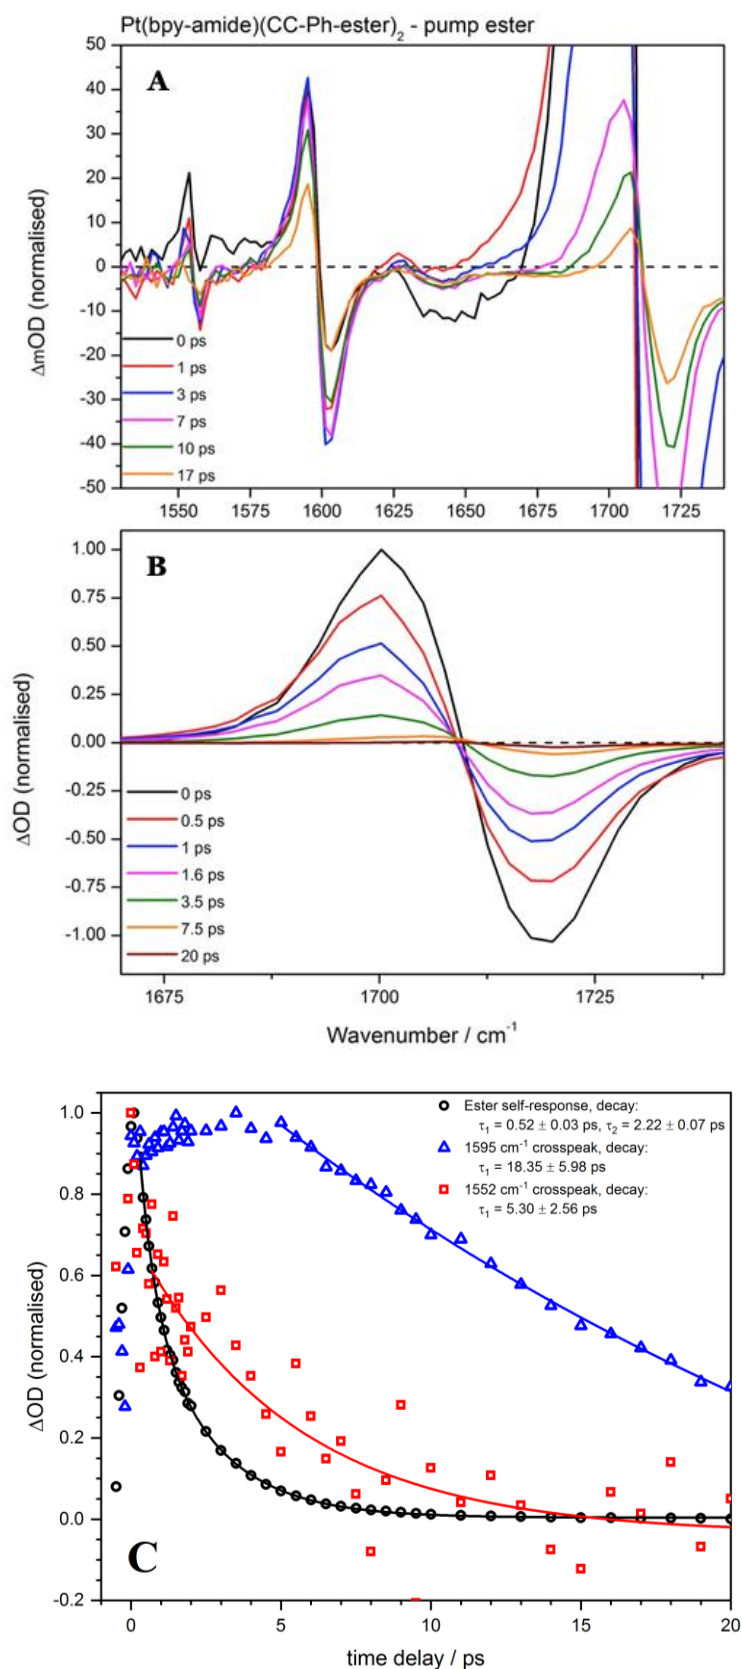 Pt(bpy-amide)(CC-Ph-ester)₂ - pump ester
A
50
40
30
20
10
0
-10
-20
-30
-40
-50
ΔmOD (normalised)
0 ps
1 ps
3 ps
7 ps
10 ps
17 ps
1550 1575 1600 1625 1650 1675 1700 1725
B
1.00
0.75
0.50
0.25
0.00
-0.25
-0.50
-0.75
-1.00
ΔOD (normalised)
0 ps
0.5 ps
1 ps
1.6 ps
3.5 ps
7.5 ps
20 ps
1675 1700 1725
Wavenumber / cm⁻¹
Ester self-response, decay:
τ₁ = 0.52 ± 0.03 ps, τ₂ = 2.22 ± 0.07 ps
1595 cm⁻¹ crosspeak, decay:
τ₁ = 18.35 ± 5.98 ps
1552 cm⁻¹ crosspeak, decay:
τ₁ = 5.30 ± 2.56 ps
1.0
0.8
0.6
0.4
0.2
0.0
-0.2
ΔOD (normalised)
C
0 5 10 15 20
time delay / ps